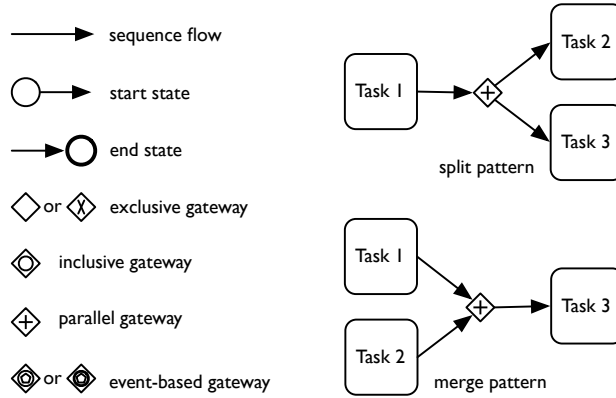 sequence flow
start state
end state
or exclusive gateway
inclusive gateway
parallel gateway
or event-based gateway
Task 1
Task 2
Task 3
split pattern
Task 1
Task 2
Task 3
merge pattern